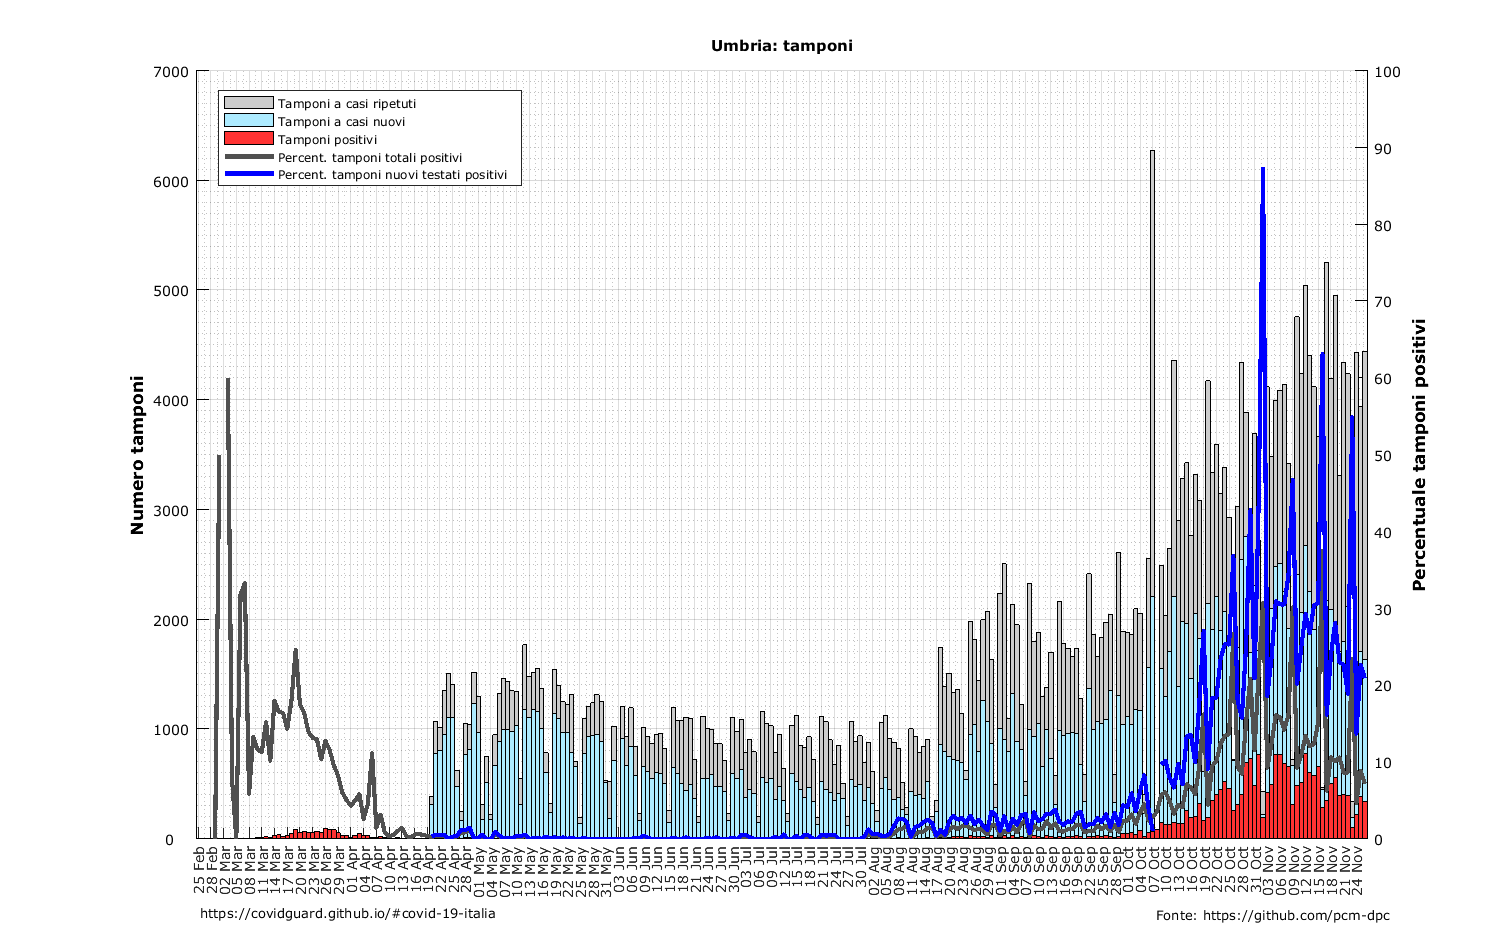 Umbria: tamponi
Tamponi a casi ripetuti
Tamponi a casi nuovi
Tamponi positivi
Percent. tamponi totali positivi
Percent. tamponi nuovi testati positivi
Numero tamponi
7000
6000
5000
4000
3000
2000
1000
0
Percentuale tamponi positivi
100
90
80
70
60
50
40
30
20
10
0
25 Feb
28 Feb
02 Mar
05 Mar
08 Mar
11 Mar
14 Mar
17 Mar
20 Mar
23 Mar
26 Mar
29 Mar
01 Apr
04 Apr
07 Apr
10 Apr
13 Apr
16 Apr
19 Apr
22 Apr
25 Apr
28 Apr
01 May
04 May
07 May
10 May
13 May
16 May
19 May
22 May
25 May
28 May
31 May
03 Jun
06 Jun
09 Jun
12 Jun
15 Jun
18 Jun
21 Jun
24 Jun
27 Jun
30 Jun
03 Jul
06 Jul
09 Jul
12 Jul
15 Jul
18 Jul
21 Jul
24 Jul
27 Jul
30 Jul
02 Aug
05 Aug
08 Aug
11 Aug
14 Aug
17 Aug
20 Aug
23 Aug
26 Aug
29 Aug
01 Sep
04 Sep
07 Sep
10 Sep
13 Sep
16 Sep
19 Sep
22 Sep
25 Sep
28 Sep
01 Oct
04 Oct
07 Oct
10 Oct
13 Oct
16 Oct
19 Oct
22 Oct
25 Oct
28 Oct
31 Oct
03 Nov
06 Nov
09 Nov
12 Nov
15 Nov
18 Nov
21 Nov
24 Nov
https://covidguard.github.io/#covid-19-italia
Fonte: https://github.com/pcm-dpc